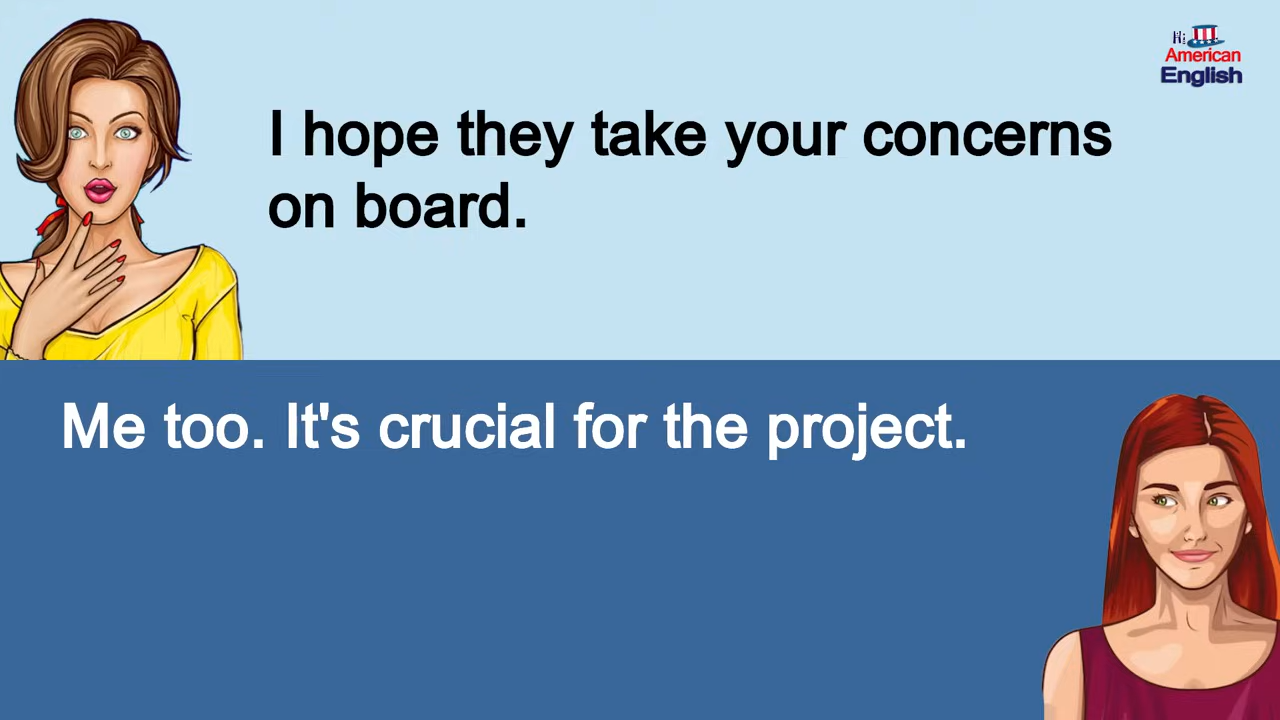 Hi
American
English
I hope they take your concerns
on board.
Me too. It's crucial for the project.